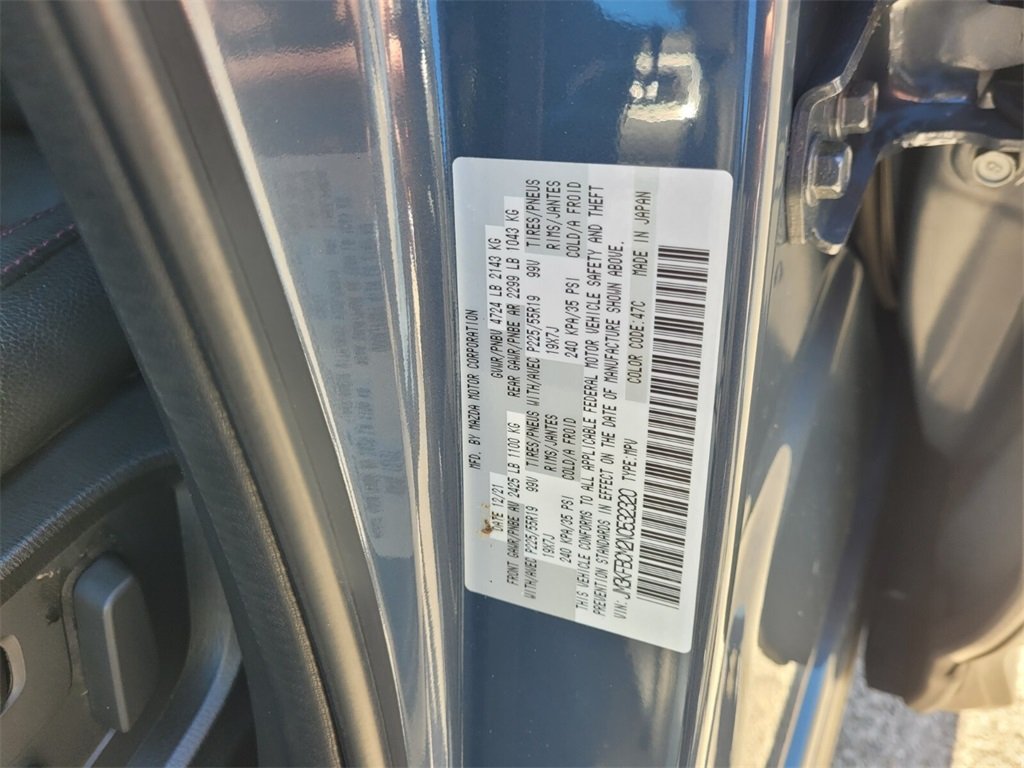 MFD. BY MAZDA MOTOR CORPORATION
DATE 12/21 GVWR/PNBV 4724 LB 2143 KG
FRONT GAWR/PNBE AV 2425 LB 1100 KG REAR GAWR/PNBE AR 2299 LB 1043 KG
WITH/AVEC P225/55R19 99V TIRES/PNEUS WITH/AVEC P225/55R19 99V TIRES/PNEUS
19X7J RIMS/JANTES 19X7J RIMS/JANTES
240 KPA/35 PSI COLD/A FROID 240 KPA/35 PSI COLD/A FROID
THIS VEHICLE CONFORMS TO ALL APPLICABLE FEDERAL MOTOR VEHICLE SAFETY AND THEFT
PREVENTION STANDARDS IN EFFECT ON THE DATE OF MANUFACTURE SHOWN ABOVE.
VIN: TYPE:MPV COLOR CODE:47C MADE IN JAPAN